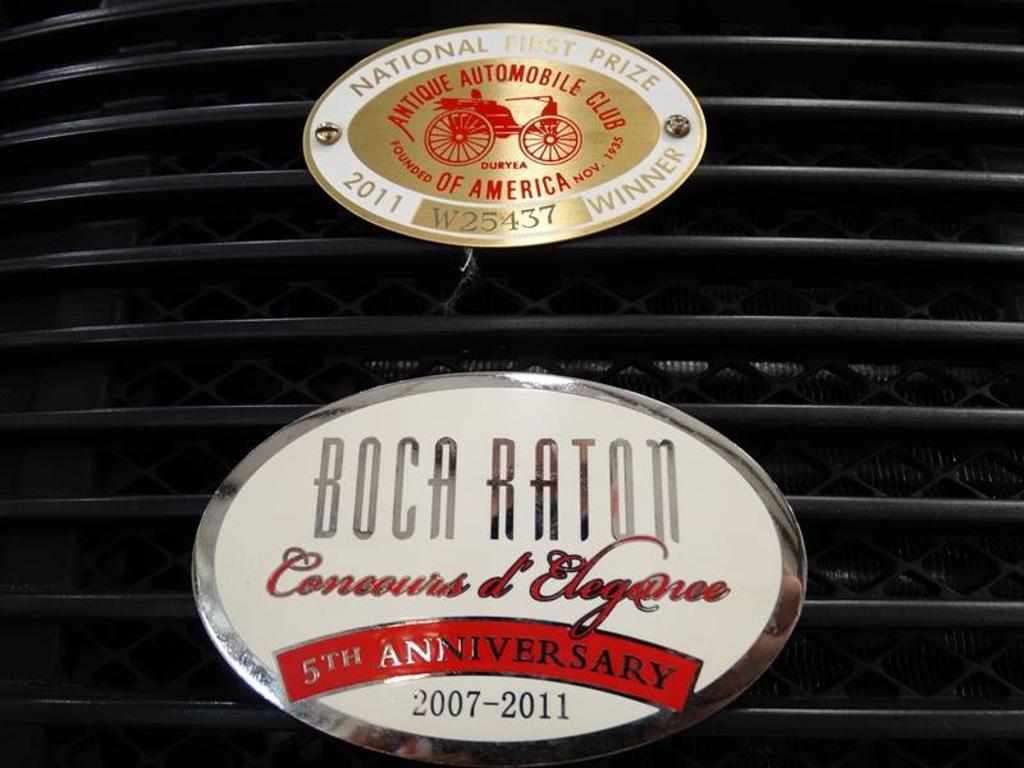 NATIONAL FIRST PRIZE
ANTIQUE AUTOMOBILE CLUB
DURYEA
FOUNDED NOV. 1935
OF AMERICA
2011 WINNER
W25437
BOCA RATON
Concours d'Elegance
5TH ANNIVERSARY
2007-2011